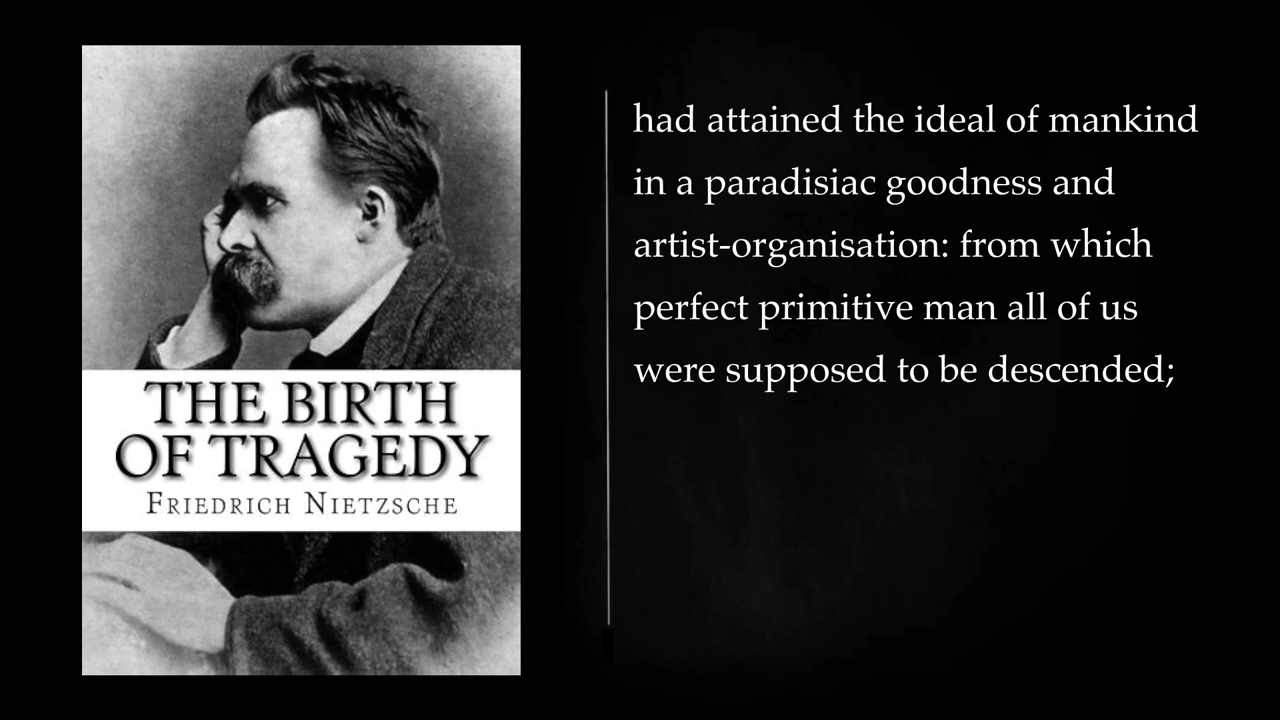 THE BIRTH
OF TRAGEDY
Friedrich Nietzsche
had attained the ideal of mankind
in a paradisiac goodness and
artist-organisation: from which
perfect primitive man all of us
were supposed to be descended;